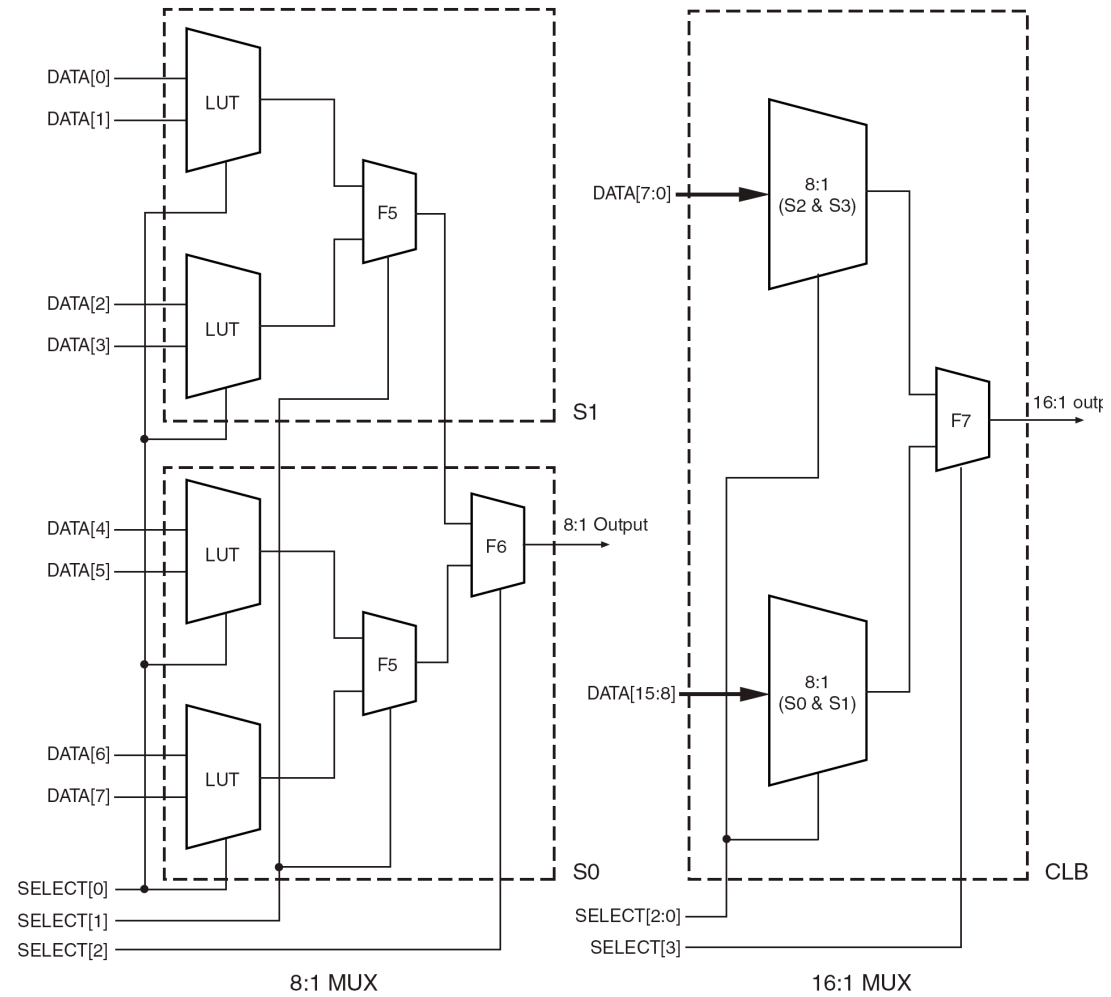 DATA[0]
DATA[1]
LUT
F5
DATA[2]
DATA[3]
LUT
S1
DATA[4]
DATA[5]
LUT
F6
8:1 Output
F5
DATA[6]
DATA[7]
LUT
S0
SELECT[0]
SELECT[1]
SELECT[2]
8:1 MUX
DATA[7:0]
8:1
(S2 & S3)
F7
16:1 outp
DATA[15:8]
8:1
(S0 & S1)
CLB
SELECT[2:0]
SELECT[3]
16:1 MUX